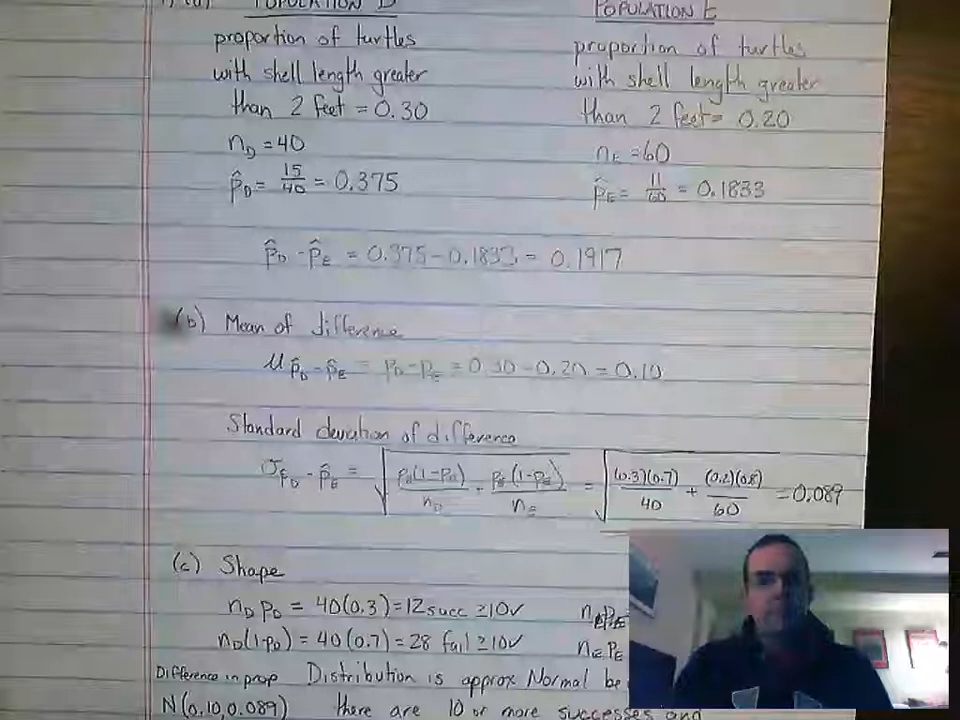 1. (a) POPULATION D
proportion of turtles
with shell length greater
than 2 feet = 0.30
n_D = 40
p̂_D = 15/40 = 0.375
POPULATION E
proportion of turtles
with shell length greater
than 2 feet = 0.20
n_E = 60
p̂_E = 11/60 = 0.1833
p̂_D - p̂_E = 0.375 - 0.1833 = 0.1917
(b) Mean of difference
μ p̂_D - p̂_E = p_D - p_E = 0.30 - 0.20 = 0.10
Standard deviation of difference
σ p̂_D - p̂_E = √(p_D(1-p_D)/n_D + p_E(1-p_E)/n_E) = √((0.3)(0.7)/40 + (0.2)(0.8)/60) = 0.089
(c) Shape
n_D p_D = 40(0.3) = 12 succ ≥ 10 ✓
n_D(1-p_D) = 40(0.7) = 28 fail ≥ 10 ✓
n_E p_E
Difference in prop Distribution is approx Normal be
N(0.10, 0.089) there are 10 or more successes and